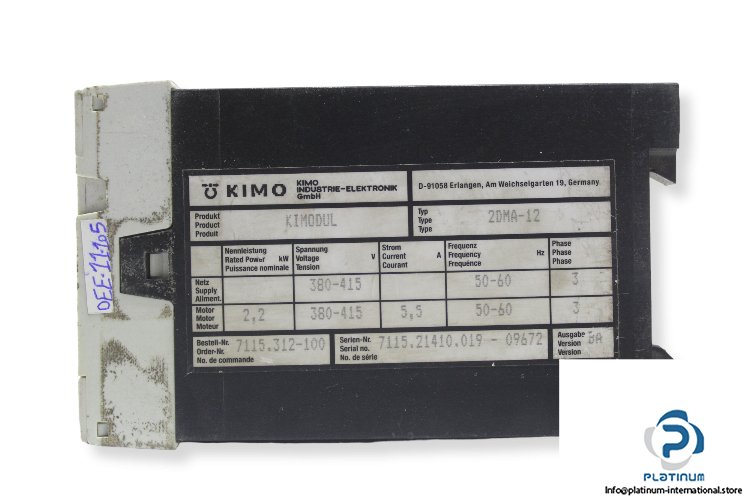 KIMO
KIMO
INDUSTRIE-ELEKTRONIK
GmbH
D-91058 Erlangen, Am Weichselgarten 19, Germany
Produkt
Product
Produit
KIMODUL
Typ
Type
Type
2DMA-12
Nennleistung
Rated Power kW
Puissance nominale
Spannung
Voltage V
Tension
Strom
Current A
Courant
Frequenz
Frequency Hz
Fréquence
Phase
Phase
Phase
Netz
Supply
Aliment.
380-415
50-60
3
Motor
Motor
Moteur
2,2
380-415
5,5
50-60
3
Bestell-Nr.
Order-Nr.
No. de commande
7115.312-100
Serien-Nr.
Serial no.
No. de série
7115.21410.019 - 09672
Ausgabe
Version
Version
BA
DEE-11105
PLATINUM
INTERNATIONAL
Info@platinum-international.store